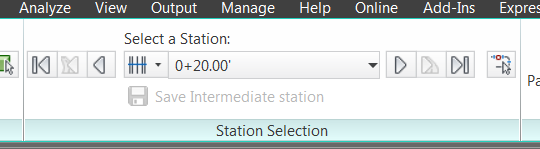 Analyze View Output Manage Help Online Add-Ins Expres
Select a Station:
0+20.00'
Save Intermediate station
Pa
Station Selection